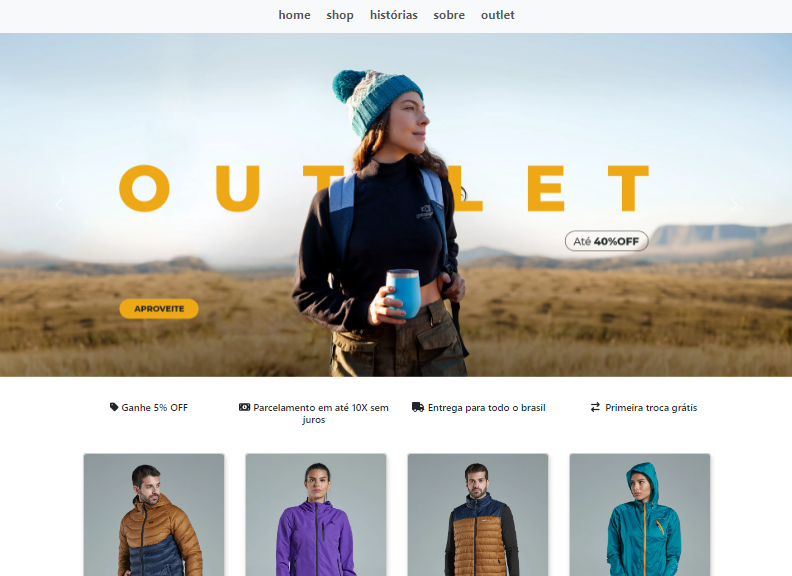 home shop histórias sobre outlet
OUTLET
Até 40%OFF
APROVEITE
Ganhe 5% OFF
Parcelamento em até 10X sem
juros
Entrega para todo o brasil
Primeira troca grátis